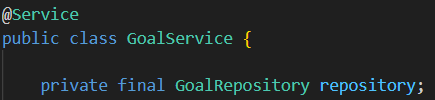 @Service
public class GoalService {
private final GoalRepository repository;